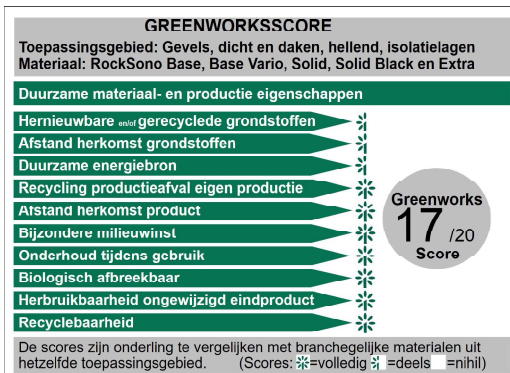 GREENWORKSSCORE
Toepassingsgebied: Gevels, dicht en daken, hellend, isolatielagen
Materiaal: RockSono Base, Base Vario, Solid, Solid Black en Extra
Duurzame materiaal- en productie eigenschappen
Hernieuwbare en/of gerecyclede grondstoffen
Afstand herkomst grondstoffen
Duurzame energiebron
Recycling productieafval eigen productie
Afstand herkomst product
Bijzondere milieuwinst
Onderhoud tijdens gebruik
Biologisch afbreekbaar
Herbruikbaarheid ongewijzigd eindproduct
Recyclebaarheid
Greenworks
17 /20
Score
De scores zijn onderling te vergelijken met branchegelijke materialen uit
hetzelfde toepassingsgebied. (Scores: =volledig =deels =nihil)